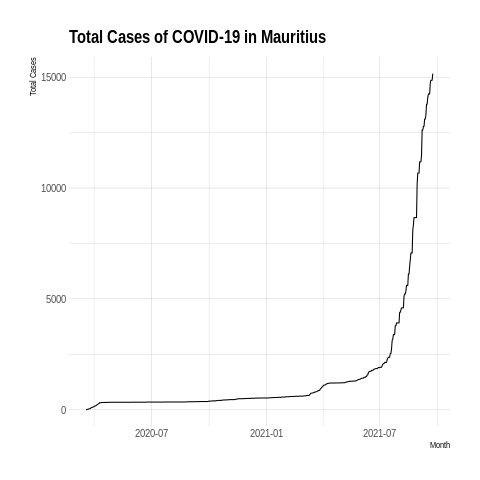 Total Cases of COVID-19 in Mauritius
Total Cases
15000
10000
5000
0
2020-07
2021-01
2021-07
Month